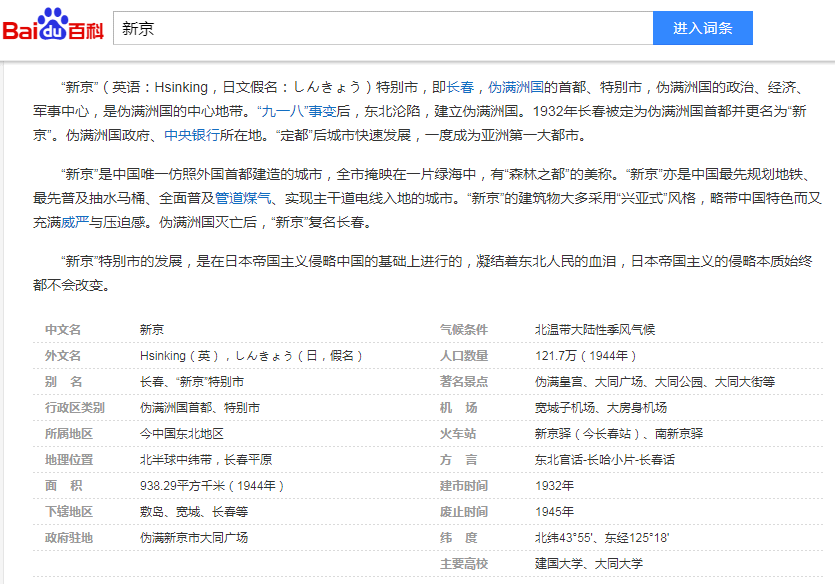 Baidu百科 新京 进入词条
“新京”（英语：Hsinking，日文假名：しんきょう）特别市，即长春，伪满洲国的首都、特别市，伪满洲国的政治、经济、
军事中心，是伪满洲国的中心地带。“九一八”事变后，东北沦陷，建立伪满洲国。1932年长春被定为伪满洲国首都并更名为“新
京”。伪满洲国政府、中央银行所在地。“定都”后城市快速发展，一度成为亚洲第一大都市。
“新京”是中国唯一仿照外国首都建造的城市，全市掩映在一片绿海中，有“森林之都”的美称。“新京”亦是中国最先规划地铁、
最先普及抽水马桶、全面普及管道煤气、实现主干道电线入地的城市。“新京”的建筑物大多采用“兴亚式”风格，略带中国特色而又
充满威严与压迫感。伪满洲国灭亡后，“新京”复名长春。
“新京”特别市的发展，是在日本帝国主义侵略中国的基础上进行的，凝结着东北人民的血泪，日本帝国主义的侵略本质始终
都不会改变。
中文名 新京 气候条件 北温带大陆性季风气候
外文名 Hsinking（英），しんきょう（日，假名） 人口数量 121.7万（1944年）
别 名 长春、“新京”特别市 著名景点 伪满皇宫、大同广场、大同公园、大同大街等
行政区类别 伪满洲国首都、特别市 机 场 宽城子机场、大房身机场
所属地区 今中国东北地区 火车站 新京驿（今长春站）、南新京驿
地理位置 北半球中纬带，长春平原 方 言 东北官话-长哈小片-长春话
面 积 938.29平方千米（1944年） 建市时间 1932年
下辖地区 敷岛、宽城、长春等 废止时间 1945年
政府驻地 伪满新京市大同广场 纬 度 北纬43°55'、东经125°18'
主要高校 建国大学、大同大学